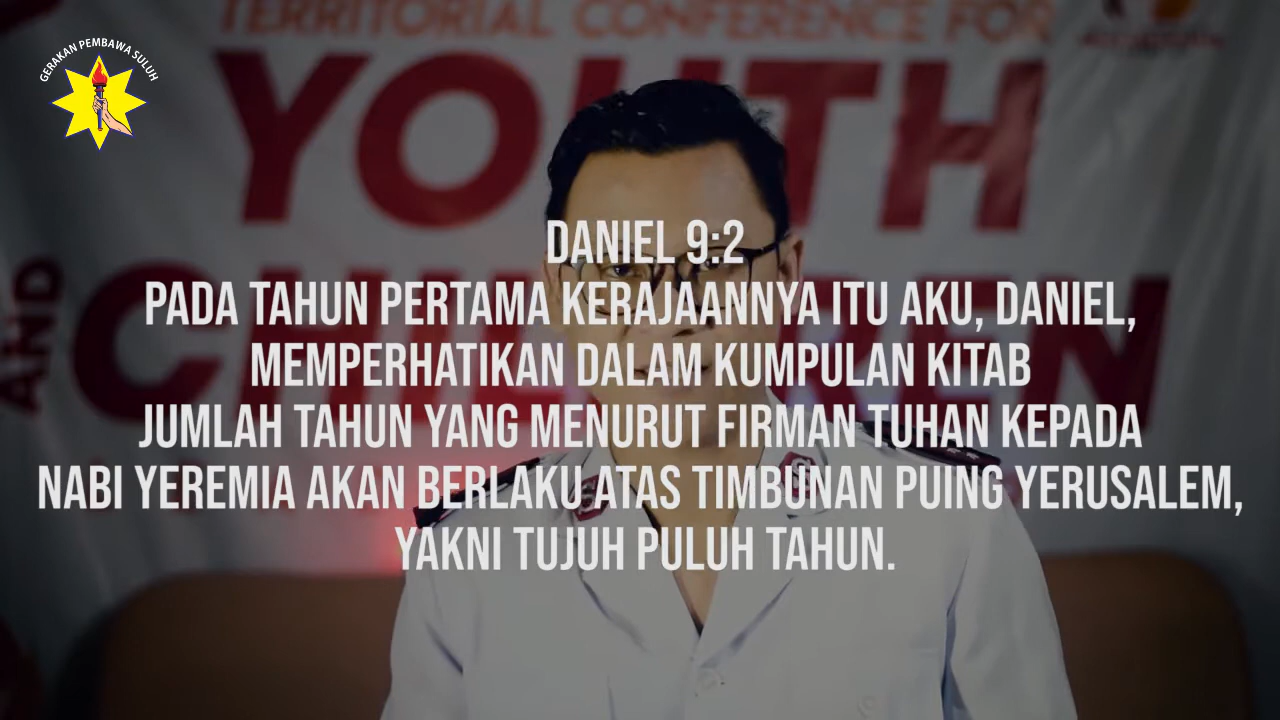 TERRITORIAL CONFERENCE FOR
YOUTH
AND
CHILDREN
GERAKAN PEMBAWA SULUH
DANIEL 9:2
PADA TAHUN PERTAMA KERAJAANNYA ITU AKU, DANIEL,
MEMPERHATIKAN DALAM KUMPULAN KITAB
JUMLAH TAHUN YANG MENURUT FIRMAN TUHAN KEPADA
NABI YEREMIA AKAN BERLAKU ATAS TIMBUNAN PUING YERUSALEM,
YAKNI TUJUH PULUH TAHUN.